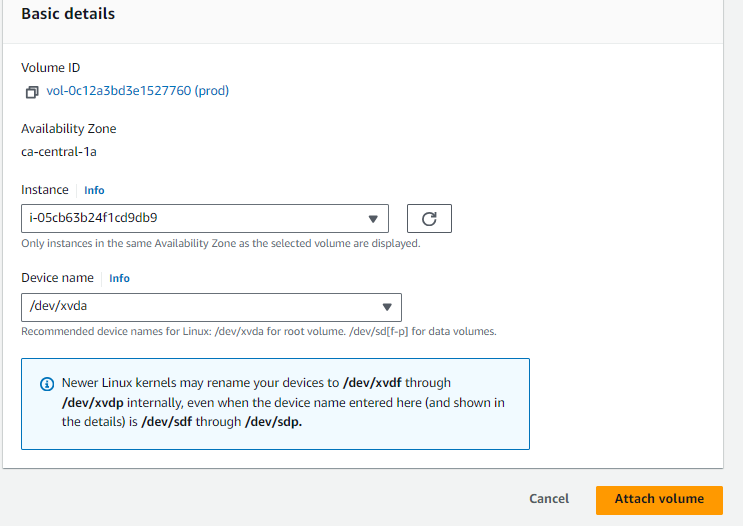 Basic details
Volume ID
vol-0c12a3bd3e1527760 (prod)
Availability Zone
ca-central-1a
Instance Info
i-05cb63b24f1cd9db9
Only instances in the same Availability Zone as the selected volume are displayed.
Device name Info
/dev/xvda
Recommended device names for Linux: /dev/xvda for root volume. /dev/sd[f-p] for data volumes.
Newer Linux kernels may rename your devices to /dev/xvdf through
/dev/xvdp internally, even when the device name entered here (and shown in
the details) is /dev/sdf through /dev/sdp.
Cancel Attach volume